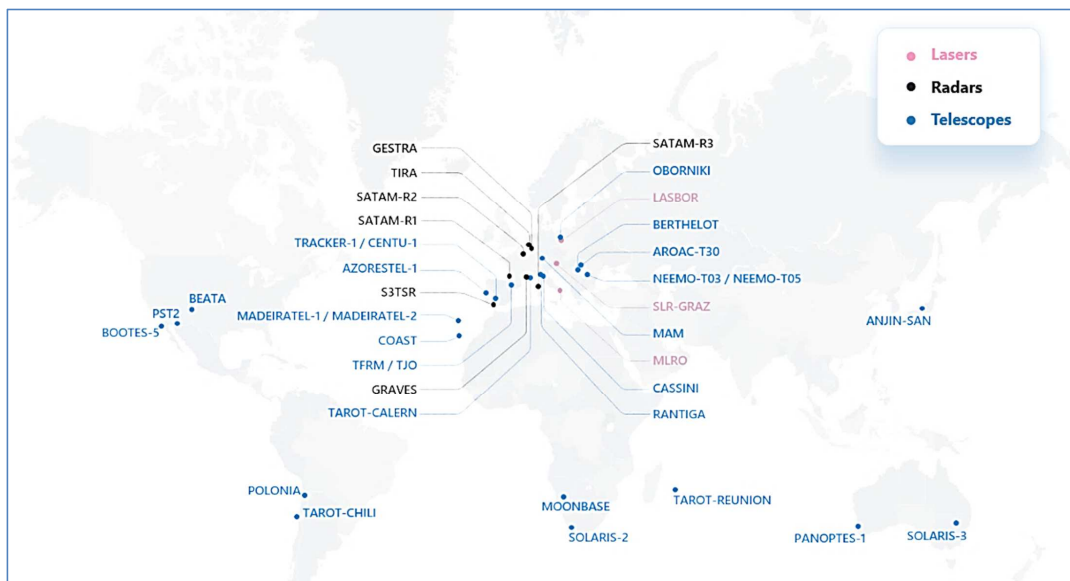 Lasers
Radars
Telescopes
GESTRA
TIRA
SATAM-R2
SATAM-R1
TRACKER-1 / CENTU-1
AZORESTEL-1
S3TSR
MADEIRATEL-1 / MADEIRATEL-2
COAST
TFRM / TJO
GRAVES
TAROT-CALERN
SATAM-R3
OBORNIKI
LASBOR
BERTHELOT
AROAC-T30
NEEMO-T03 / NEEMO-T05
SLR-GRAZ
MAM
MLRO
CASSINI
RANTIGA
BEATA
PST2
BOOTES-5
ANJIN-SAN
POLONIA
TAROT-CHILI
MOONBASE
SOLARIS-2
TAROT-REUNION
PANOPTES-1
SOLARIS-3